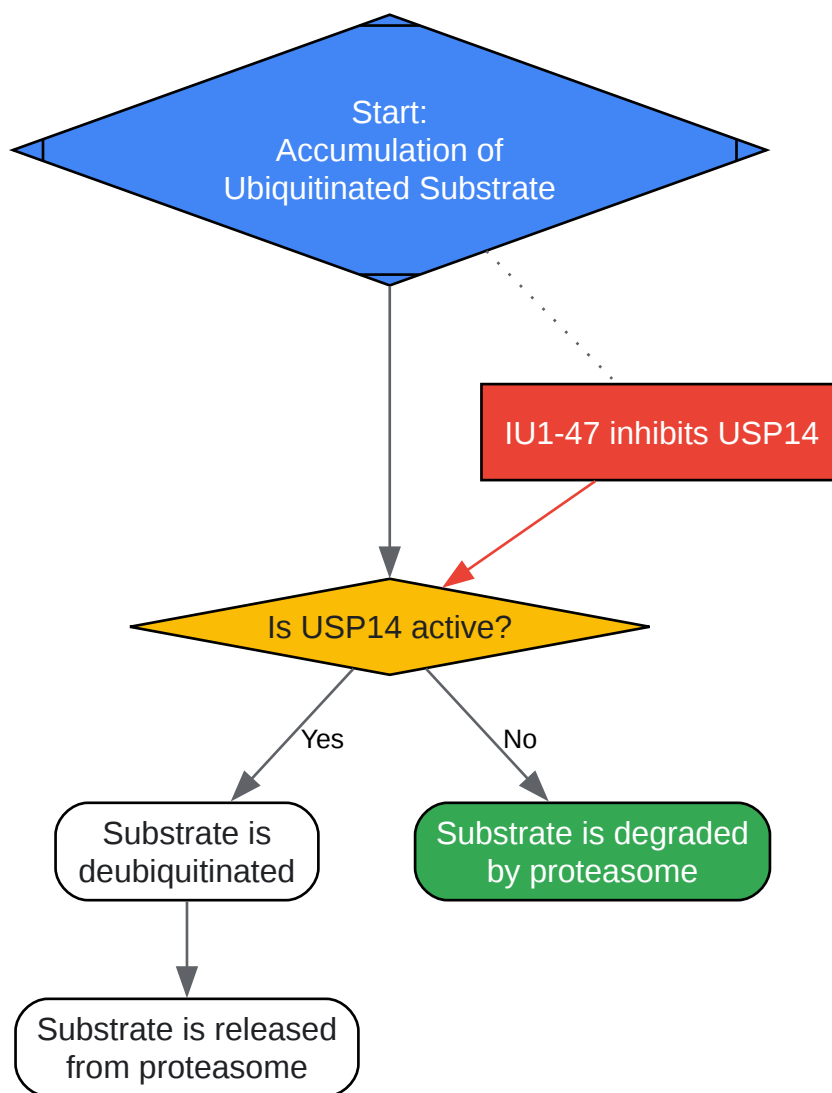 Start:
Accumulation of
Ubiquitinated Substrate
IU1-47 inhibits USP14
Is USP14 active?
Yes
No
Substrate is
deubiquitinated
Substrate is degraded
by proteasome
Substrate is released
from proteasome